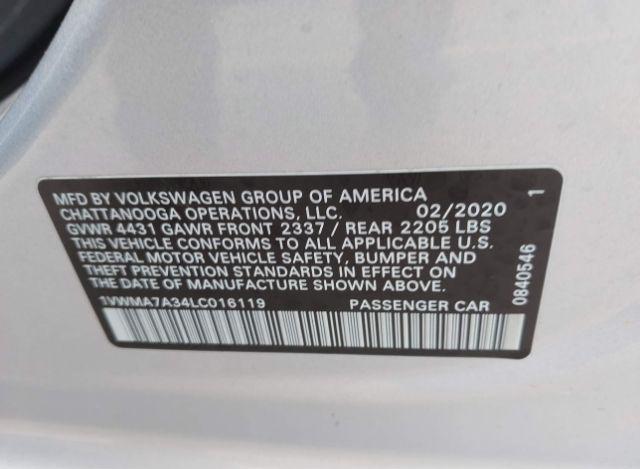 MFD BY VOLKSWAGEN GROUP OF AMERICA
CHATTANOOGA OPERATIONS, LLC. 02/2020
GVWR 4431 GAWR FRONT 2337 / REAR 2205 LBS
THIS VEHICLE CONFORMS TO ALL APPLICABLE U.S.
FEDERAL MOTOR VEHICLE SAFETY, BUMPER AND
THEFT PREVENTION STANDARDS IN EFFECT ON
THE DATE OF MANUFACTURE SHOWN ABOVE.
1VWMA7A34LC016119 PASSENGER CAR
0840546 1